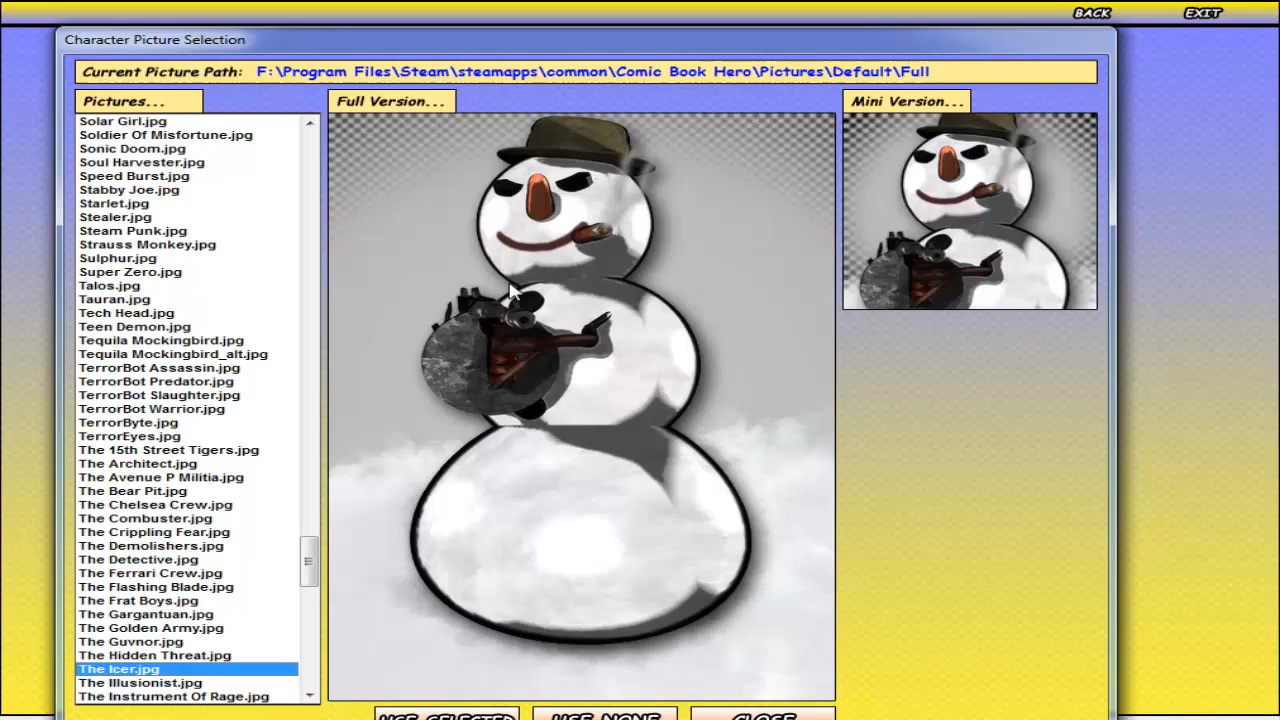 BACK
EXIT
Character Picture Selection
Current Picture Path: F:\Program Files\Steam\steamapps\common\Comic Book Hero\Pictures\Default\Full
Pictures...
Full Version...
Mini Version...
Solar Girl.jpg
Soldier Of Misfortune.jpg
Sonic Doom.jpg
Soul Harvester.jpg
Speed Burst.jpg
Stabby Joe.jpg
Starlet.jpg
Stealer.jpg
Steam Punk.jpg
Strauss Monkey.jpg
Sulphur.jpg
Super Zero.jpg
Talos.jpg
Tauran.jpg
Tech Head.jpg
Teen Demon.jpg
Tequila Mockingbird.jpg
Tequila Mockingbird_alt.jpg
TerrorBot Assassin.jpg
TerrorBot Predator.jpg
TerrorBot Slaughter.jpg
TerrorBot Warrior.jpg
TerrorByte.jpg
TerrorEyes.jpg
The 15th Street Tigers.jpg
The Architect.jpg
The Avenue P Militia.jpg
The Bear Pit.jpg
The Chelsea Crew.jpg
The Combuster.jpg
The Crippling Fear.jpg
The Demolishers.jpg
The Detective.jpg
The Ferrari Crew.jpg
The Flashing Blade.jpg
The Frat Boys.jpg
The Gargantuan.jpg
The Golden Army.jpg
The Guvnor.jpg
The Hidden Threat.jpg
The Icer.jpg
The Illusionist.jpg
The Instrument Of Rage.jpg
USE SELECTED
USE NONE
CLOSE